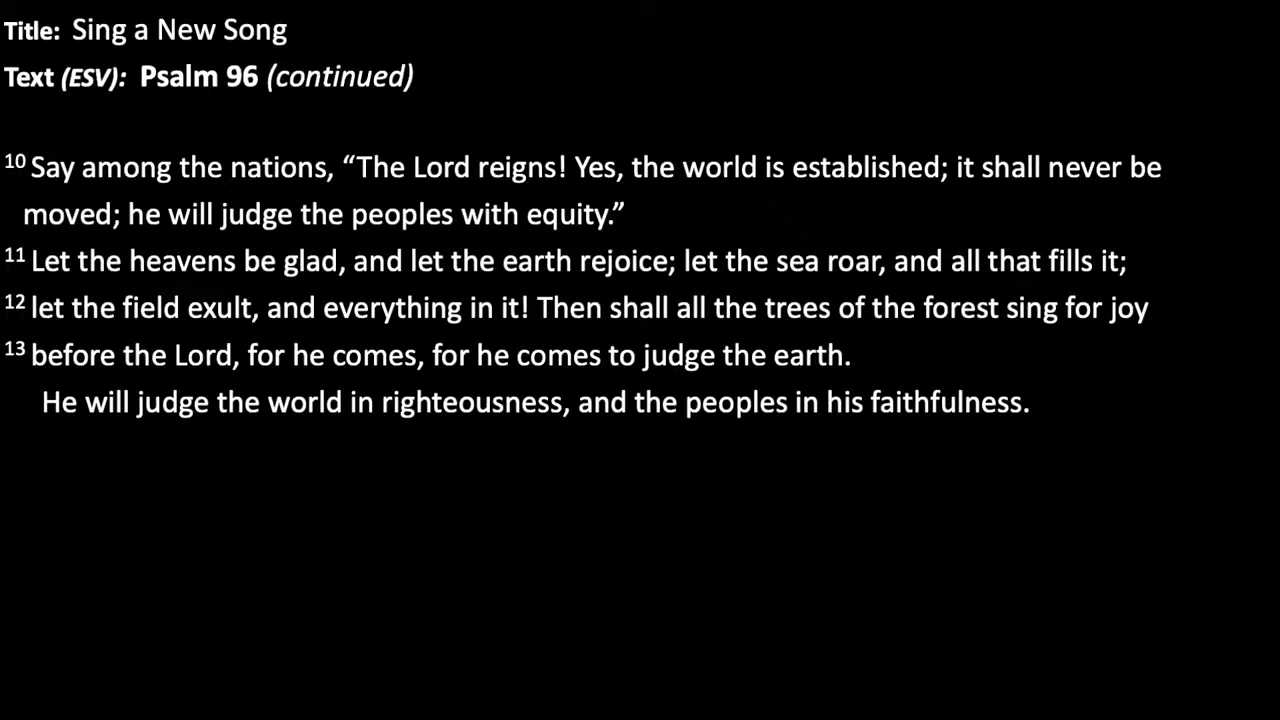 Title: Sing a New Song
Text (ESV): Psalm 96 (continued)
10 Say among the nations, “The Lord reigns! Yes, the world is established; it shall never be
moved; he will judge the peoples with equity.”
11 Let the heavens be glad, and let the earth rejoice; let the sea roar, and all that fills it;
12 let the field exult, and everything in it! Then shall all the trees of the forest sing for joy
13 before the Lord, for he comes, for he comes to judge the earth.
He will judge the world in righteousness, and the peoples in his faithfulness.